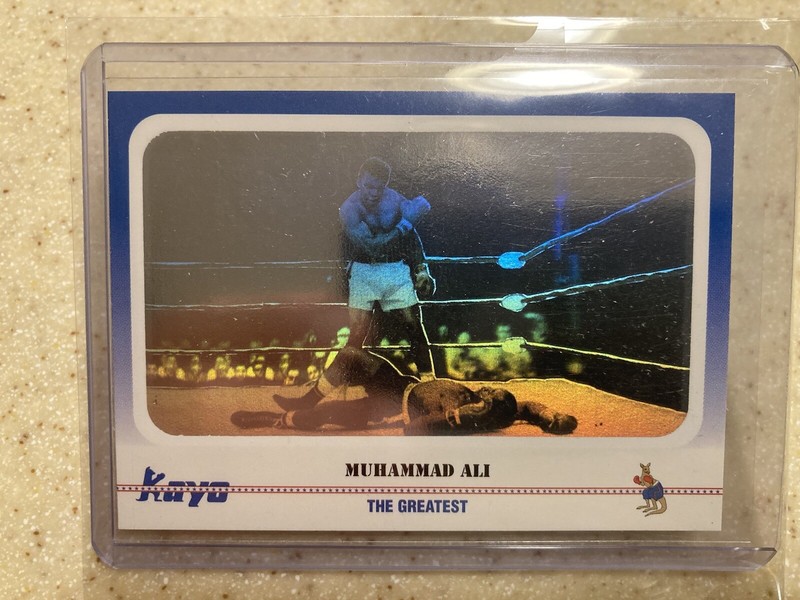 MUHAMMAD ALI
Kayo
THE GREATEST